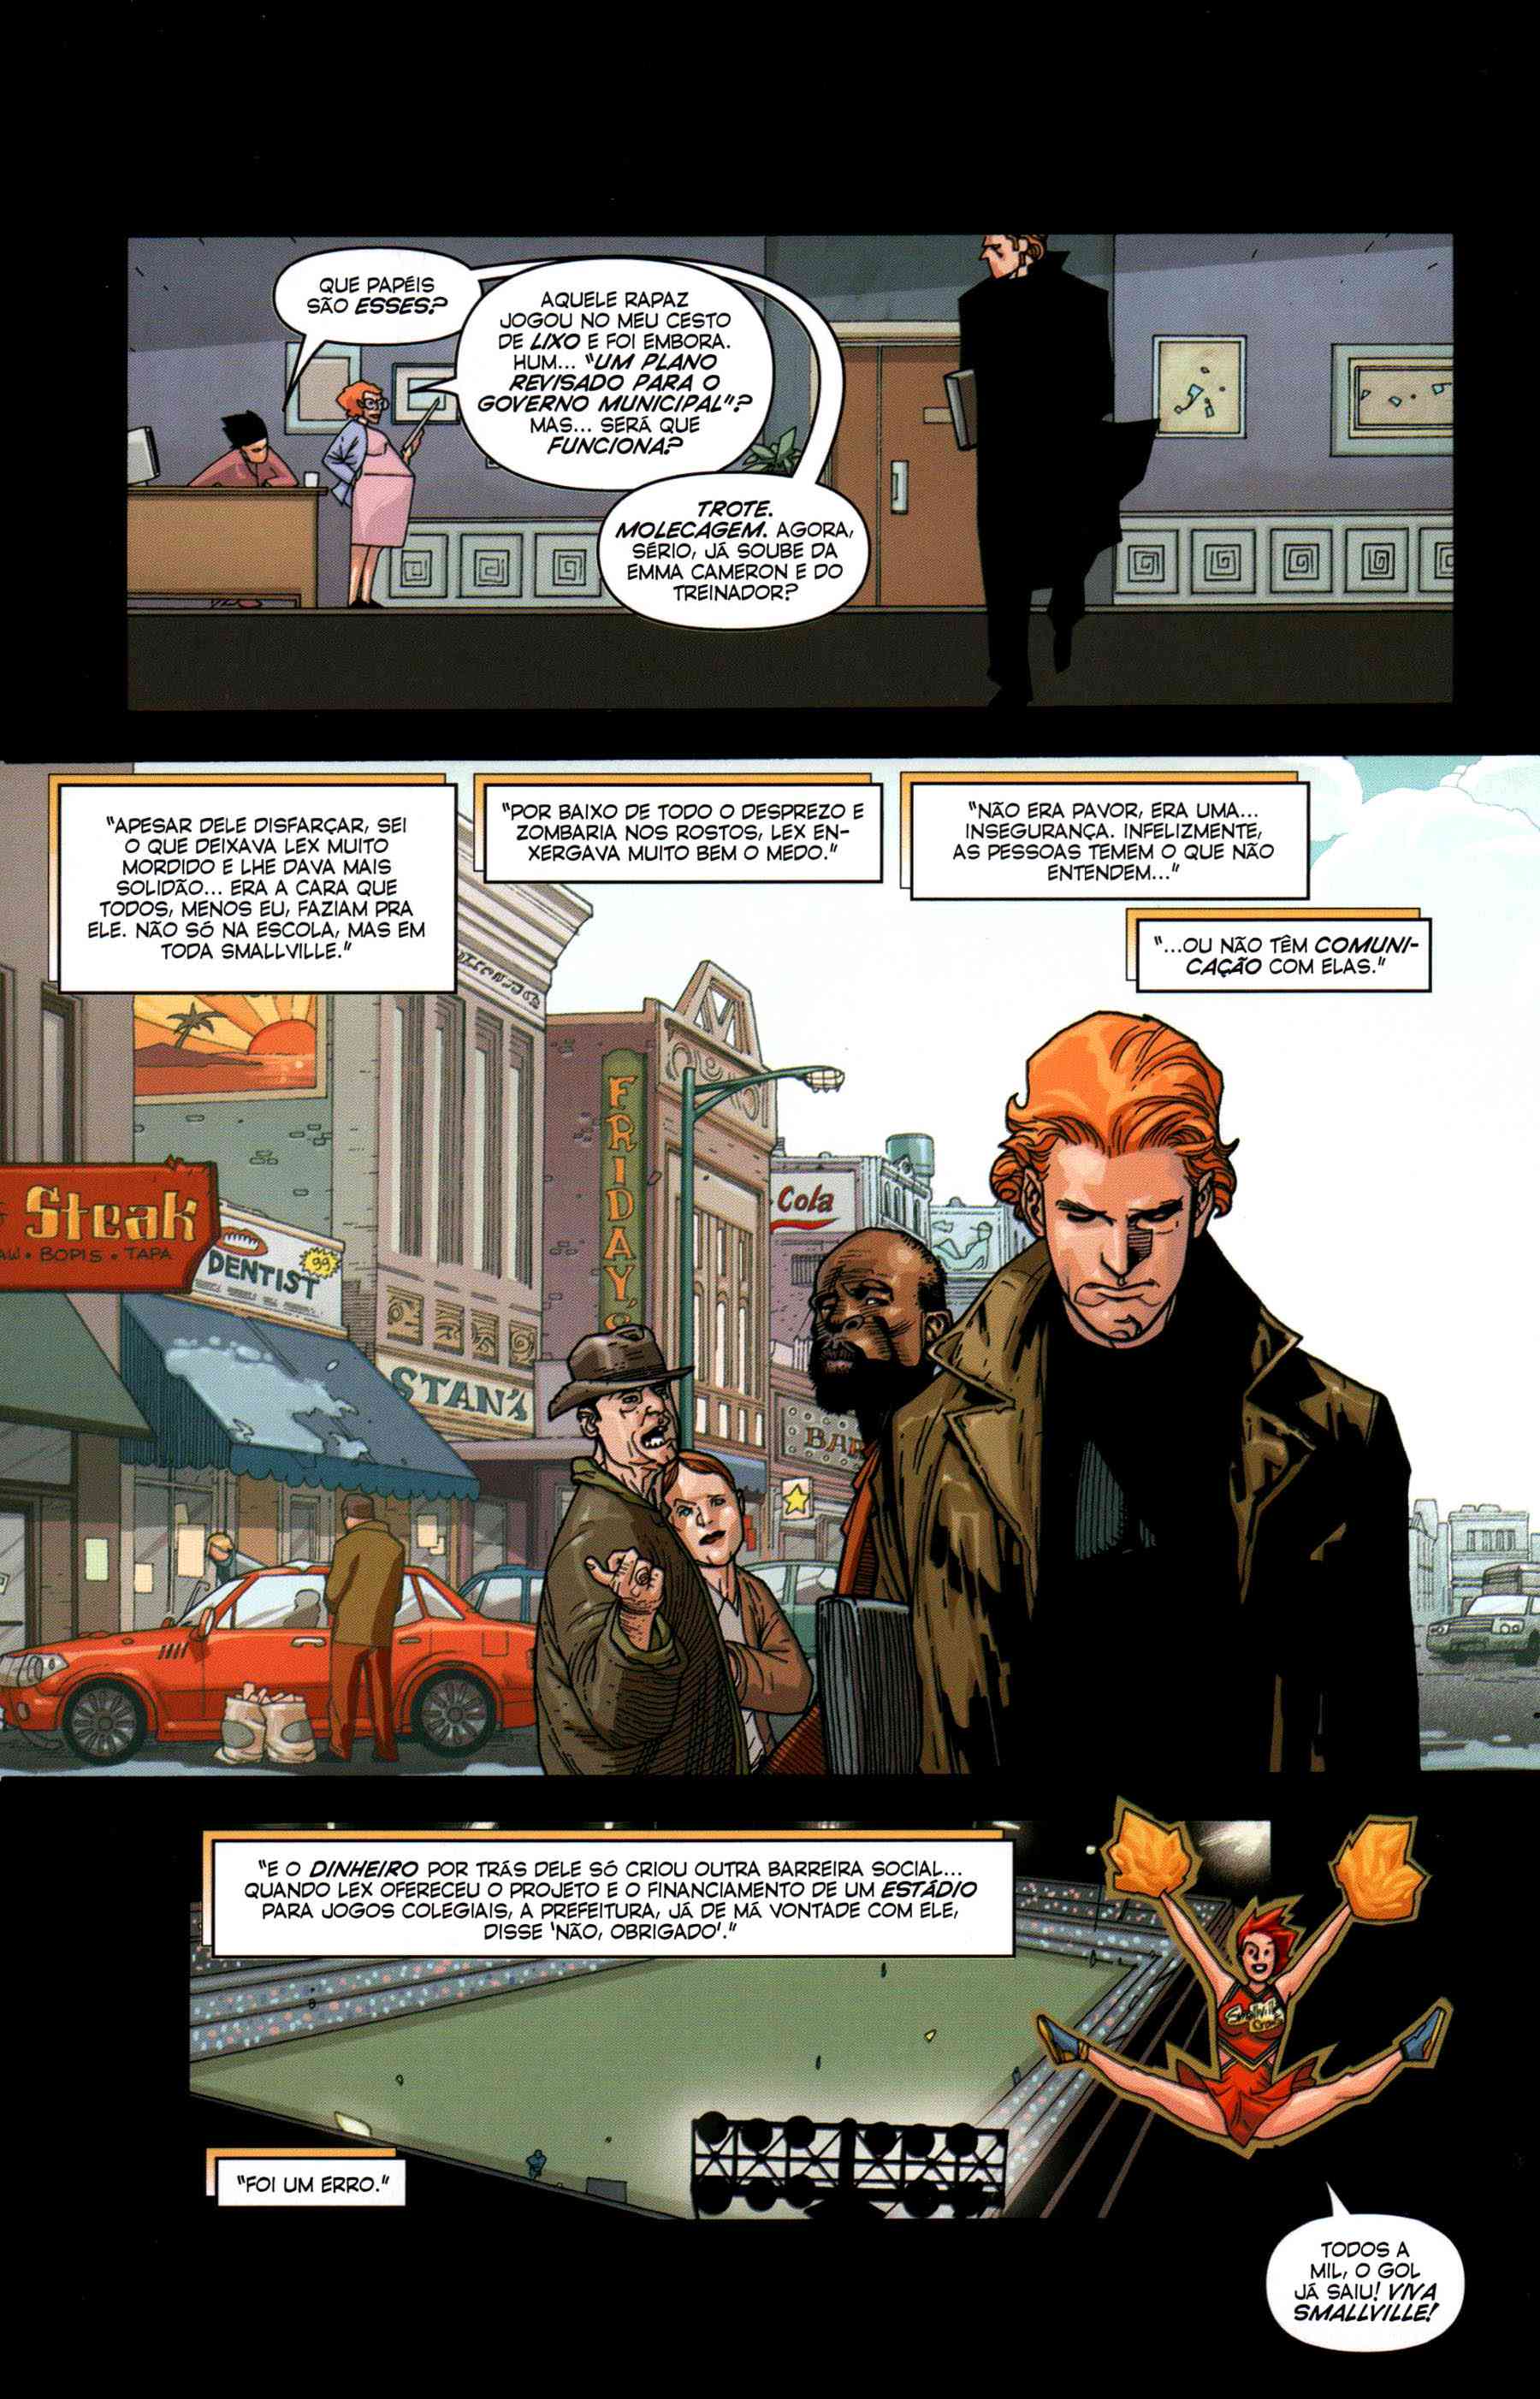 QUE PAPÉIS
SÃO ESSES?
AQUELE RAPAZ
JOGOU NO MEU CESTO
DE LIXO E FOI EMBORA.
HUM... "UM PLANO
REVISADO PARA O
GOVERNO MUNICIPAL"?
MAS... SERÁ QUE
FUNCIONA?
TROTE.
MOLECAGEM. AGORA,
SÉRIO, JÁ SOUBE DA
EMMA CAMERON E DO
TREINADOR?
"APESAR DELE DISFARÇAR, SEI
O QUE DEIXAVA LEX MUITO
MORDIDO E LHE DAVA MAIS
SOLIDÃO... ERA A CARA QUE
TODOS, MENOS EU, FAZIAM PRA
ELE. NÃO SÓ NA ESCOLA, MAS EM
TODA SMALLVILLE."
"POR BAIXO DE TODO O DESPREZO E
ZOMBARIA NOS ROSTOS, LEX EN-
XERGAVA MUITO BEM O MEDO."
"NÃO ERA PAVOR, ERA UMA...
INSEGURANÇA. INFELIZMENTE,
AS PESSOAS TEMEM O QUE NÃO
ENTENDEM..."
"...OU NÃO TÊM COMUNI-
CAÇÃO COM ELAS."
Steak
BOPIS • TAPA
DENTIST
99
STAN'S
FRIDAY'S
Cola
BAR
"E O DINHEIRO POR TRÁS DELE SÓ CRIOU OUTRA BARREIRA SOCIAL...
QUANDO LEX OFERECEU O PROJETO E O FINANCIAMENTO DE UM ESTÁDIO
PARA JOGOS COLEGIAIS, A PREFEITURA, JÁ DE MÁ VONTADE COM ELE,
DISSE 'NÃO, OBRIGADO'."
Smallville
"FOI UM ERRO."
TODOS A
MIL, O GOL
JÁ SAIU! VIVA
SMALLVILLE!